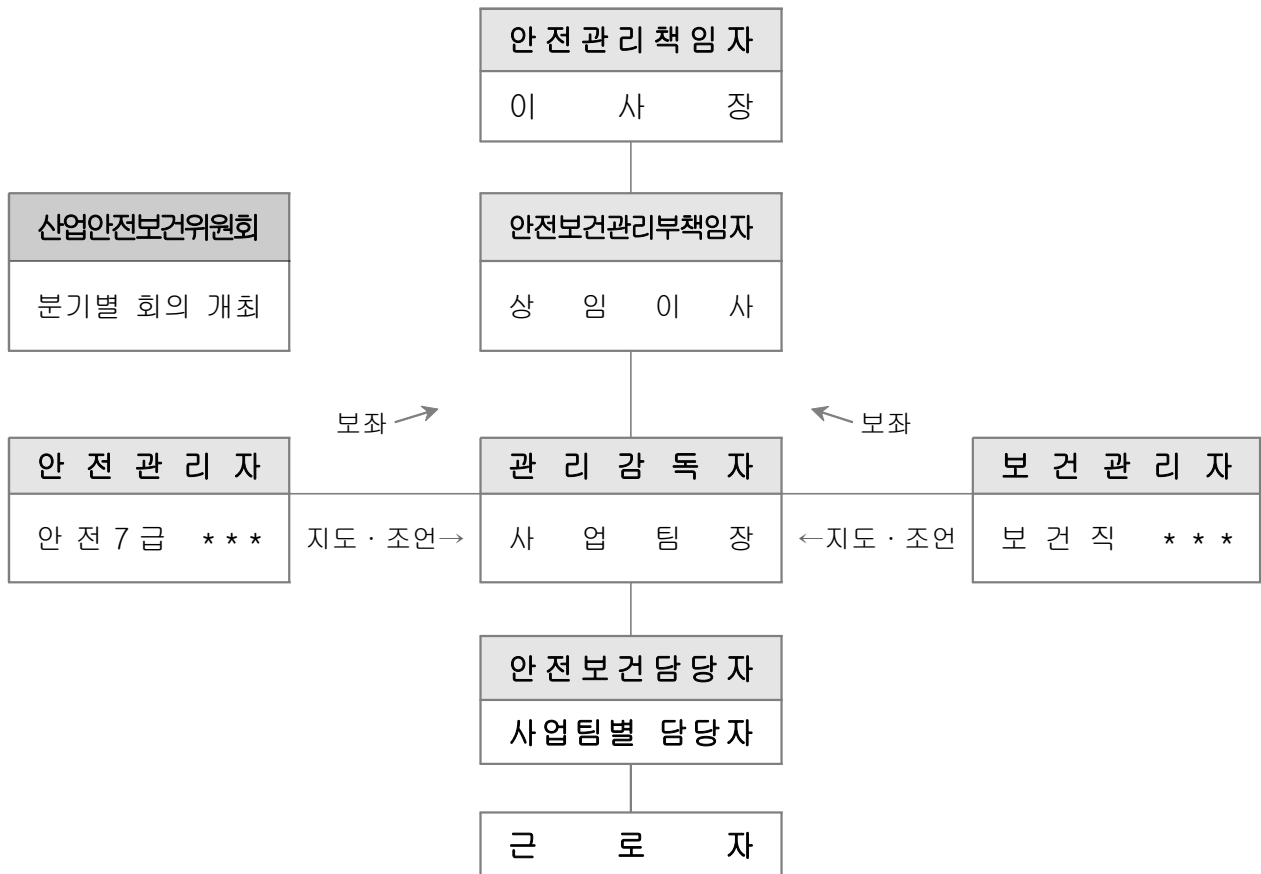 안전관리책임자
이사장
산업안전보건위원회
분기별 회의 개최
안전보건관리부책임자
상임이사
보좌
보좌
안전관리자
안전7급 ***
지도·조언→
관리감독자
사업팀장
←지도·조언
보건관리자
보건직 ***
안전보건담당자
사업팀별 담당자
근로자